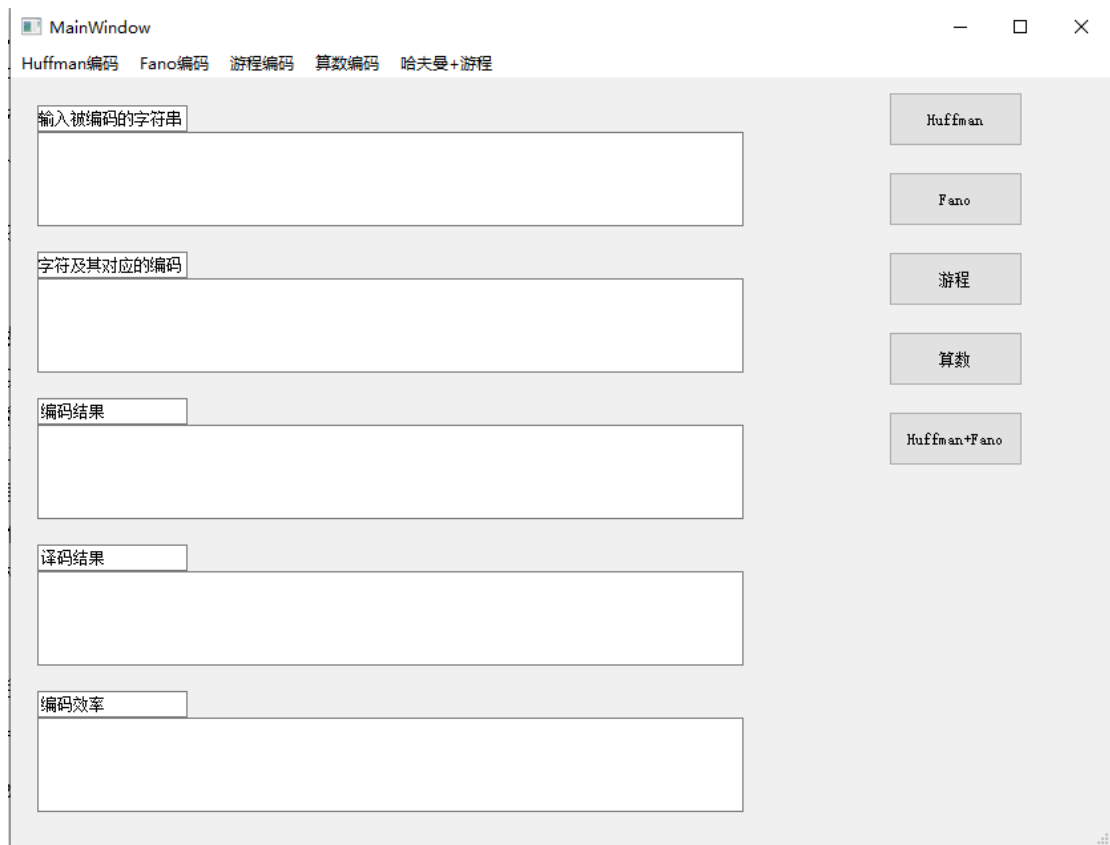 MainWindow
Huffman编码 Fano编码 游程编码 算数编码 哈夫曼+游程
输入被编码的字符串
Huffman
Fano
字符及其对应的编码
游程
算数
编码结果
Huffman+Fano
译码结果
编码效率